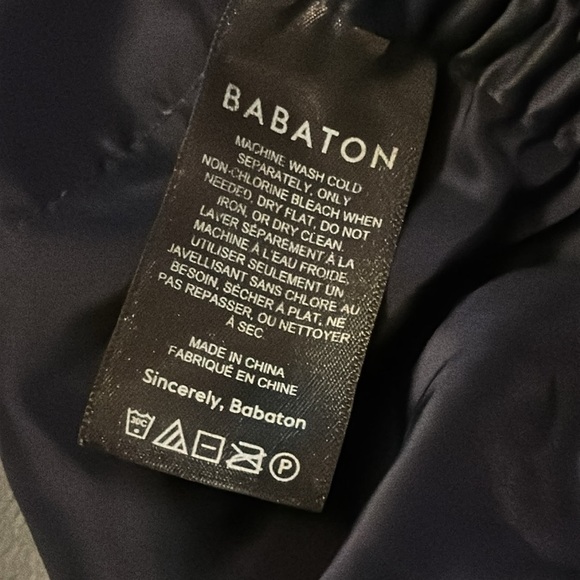 BABATON
MACHINE WASH COLD
SEPARATELY, ONLY
NON-CHLORINE BLEACH WHEN
NEEDED, DRY FLAT, DO NOT
IRON, OR DRY CLEAN.
LAVER SÉPARÉMENT À LA
MACHINE À L'EAU FROIDE,
UTILISER SEULEMENT UN
JAVELLISANT SANS CHLORE AU
BESOIN, SÉCHER À PLAT, NE
PAS REPASSER, OU NETTOYER
À SEC.
MADE IN CHINA
FABRIQUÉ EN CHINE
Sincerely, Babaton
30C P